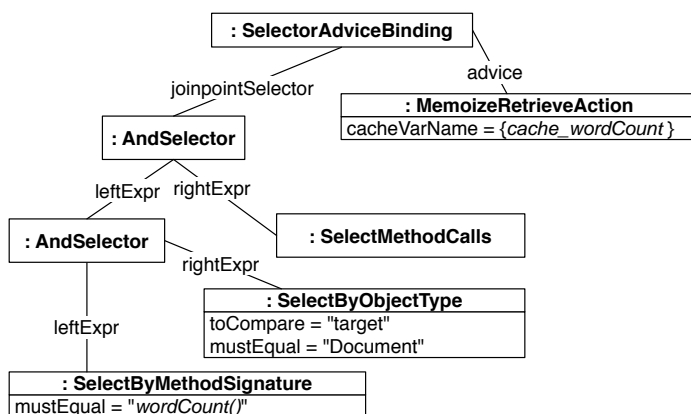 : SelectorAdviceBinding
joinpointSelector
advice
: MemoizeRetrieveAction
cacheVarName = {cache_wordCount}
: AndSelector
leftExpr
rightExpr
: AndSelector
: SelectMethodCalls
rightExpr
: SelectByObjectType
toCompare = "target"
mustEqual = "Document"
leftExpr
: SelectByMethodSignature
mustEqual = "wordCount()"